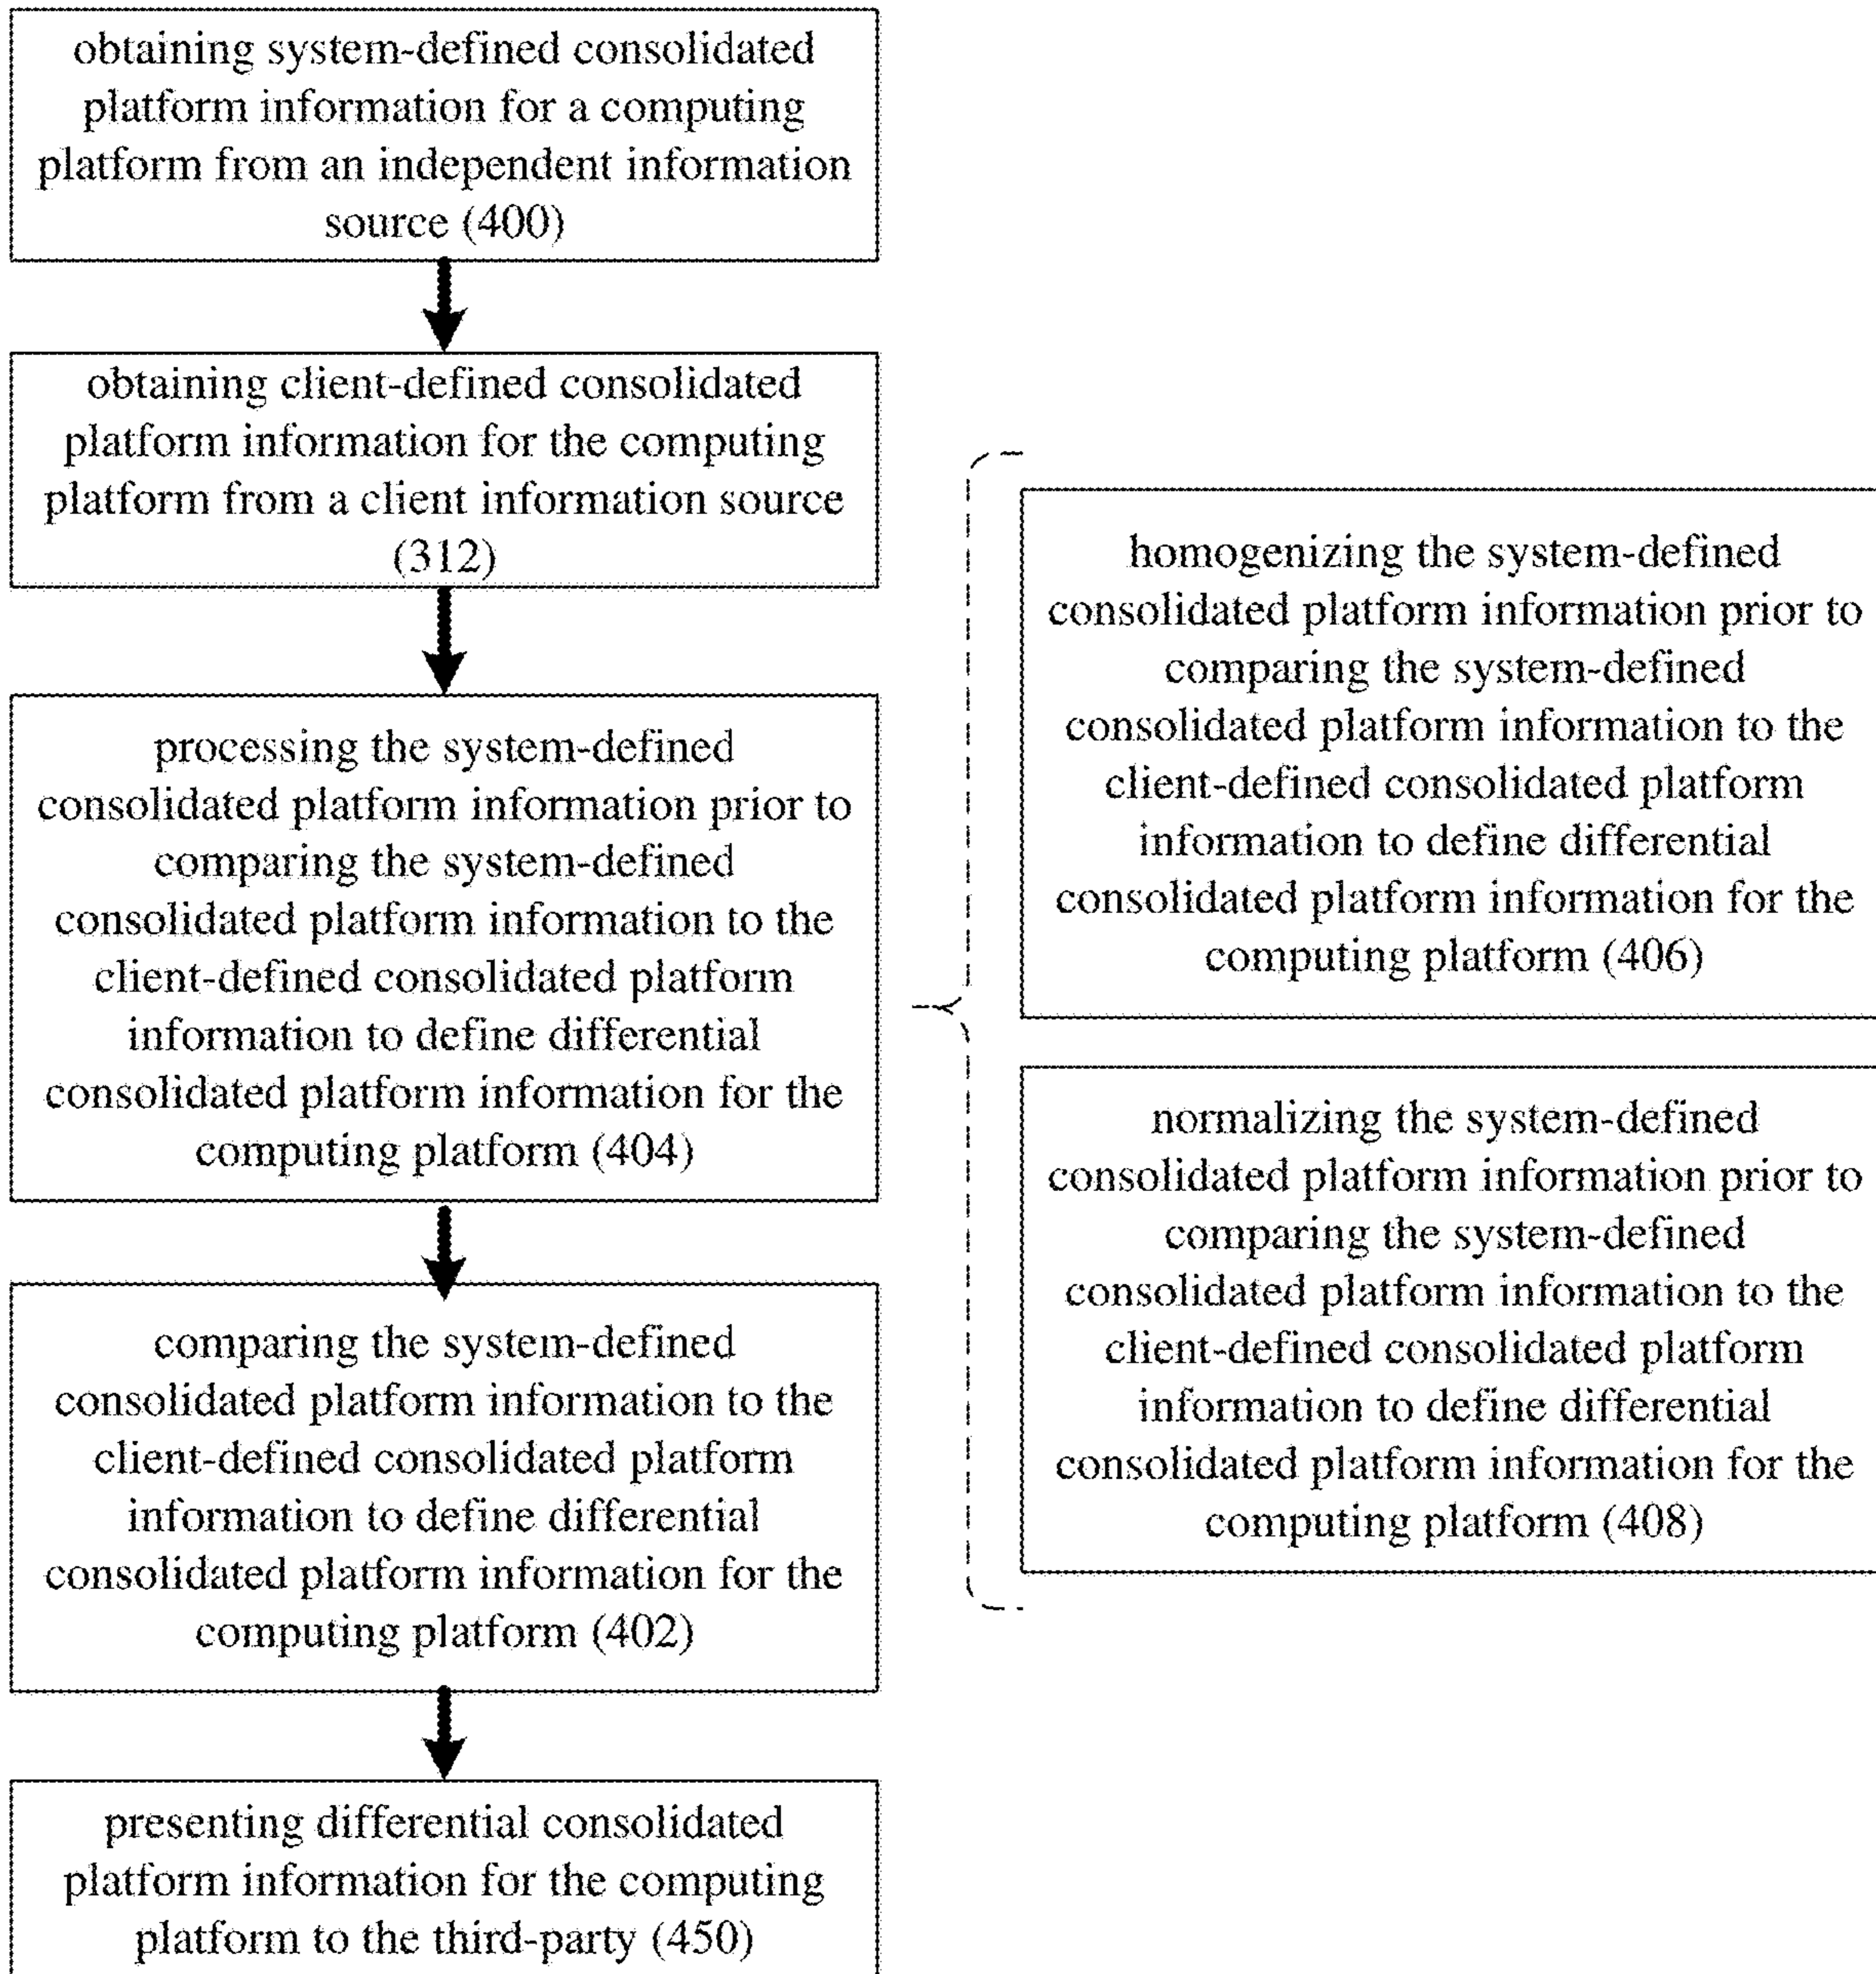 obtaining system-defined consolidated
platform information for a computing
platform from an independent information
source (400)
obtaining client-defined consolidated
platform information for the computing
platform from a client information source
(312)
processing the system-defined
consolidated platform information prior to
comparing the system-defined
consolidated platform information to the
client-defined consolidated platform
information to define differential
consolidated platform information for the
computing platform (404)
homogenizing the system-defined
consolidated platform information prior to
comparing the system-defined
consolidated platform information to the
client-defined consolidated platform
information to define differential
consolidated platform information for the
computing platform (406)
normalizing the system-defined
consolidated platform information prior to
comparing the system-defined
consolidated platform information to the
client-defined consolidated platform
information to define differential
consolidated platform information for the
computing platform (408)
comparing the system-defined
consolidated platform information to the
client-defined consolidated platform
information to define differential
consolidated platform information for the
computing platform (402)
presenting differential consolidated
platform information for the computing
platform to the third-party (450)